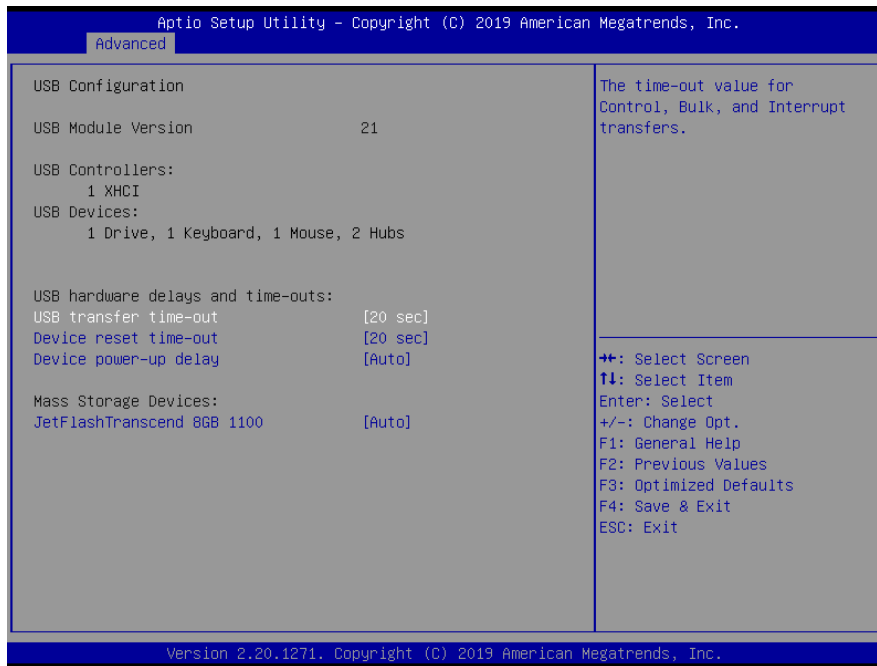 Aptio Setup Utility – Copyright (C) 2019 American Megatrends, Inc.
Advanced
USB Configuration
USB Module Version 21
USB Controllers:
1 XHCI
USB Devices:
1 Drive, 1 Keyboard, 1 Mouse, 2 Hubs
USB hardware delays and time-outs:
USB transfer time-out [20 sec]
Device reset time-out [20 sec]
Device power-up delay [Auto]
Mass Storage Devices:
JetFlashTranscend 8GB 1100 [Auto]
The time-out value for
Control, Bulk, and Interrupt
transfers.
→←: Select Screen
↑↓: Select Item
Enter: Select
+/-: Change Opt.
F1: General Help
F2: Previous Values
F3: Optimized Defaults
F4: Save & Exit
ESC: Exit
Version 2.20.1271. Copyright (C) 2019 American Megatrends, Inc.